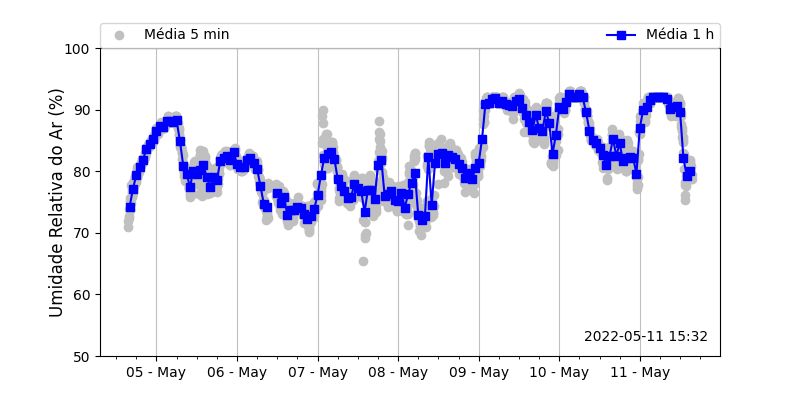 Média 5 min
Média 1 h
100
90
80
70
60
50
Umidade Relativa do Ar (%)
2022-05-11 15:32
05 - May
06 - May
07 - May
08 - May
09 - May
10 - May
11 - May